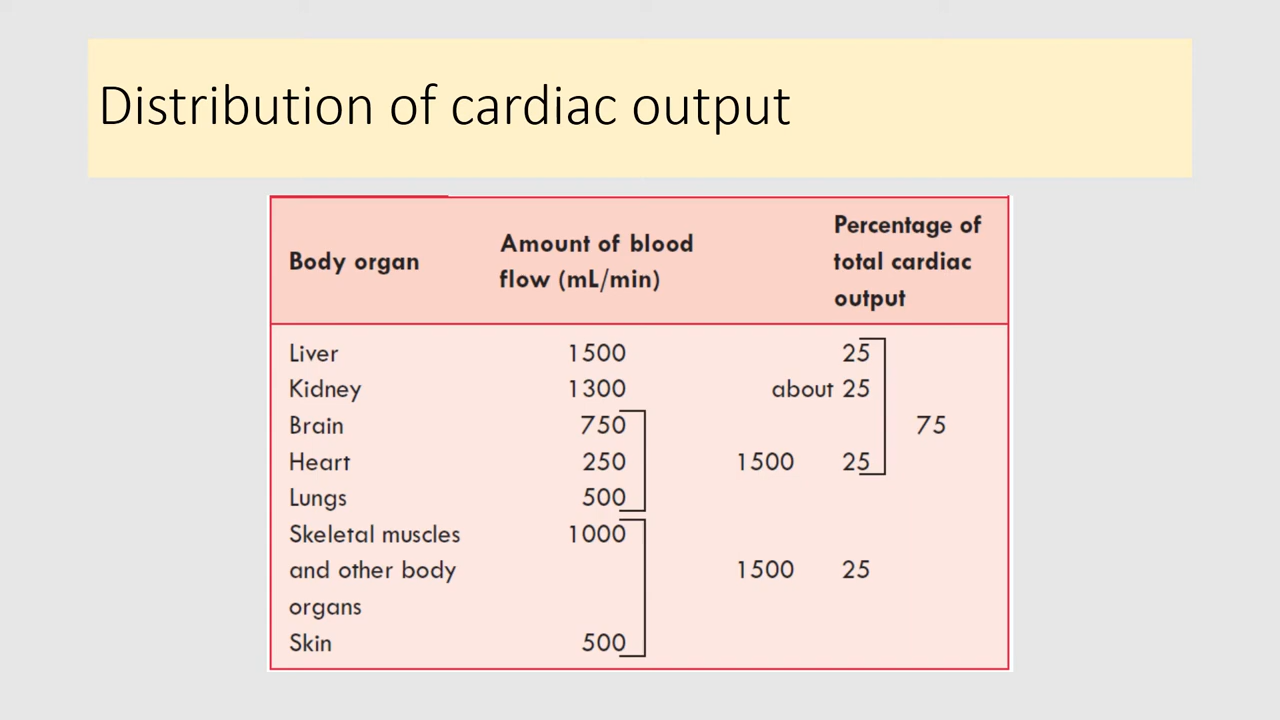 Distribution of cardiac output
Body organ
Amount of blood
flow (mL/min)
Percentage of
total cardiac
output
Liver 1500 25
Kidney 1300 about 25
Brain 750 75
Heart 250 1500 25
Lungs 500
Skeletal muscles 1000
and other body 1500 25
organs
Skin 500